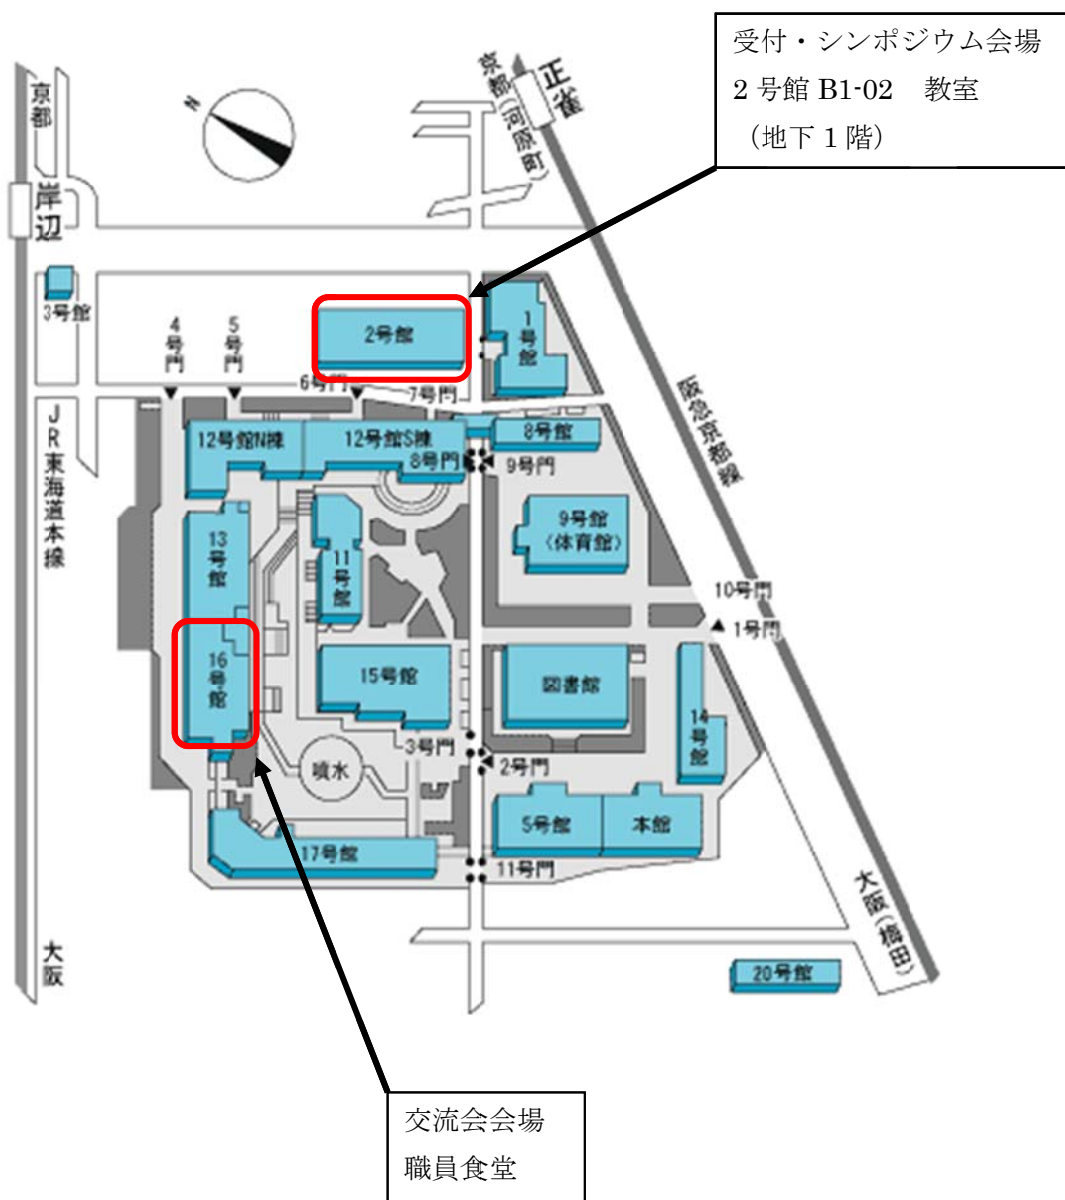 受付・シンポジウム会場
2 号館 B1-02　教室
（地下 1 階）
京都
岸辺
N
京都(河原町)
正雀
3号館
4号門
5号門
2号館
1号館
6号門
7号門
12号館N棟
12号館S棟
8号館
8号門
9号門
阪急京都線
JR東海道本線
13号館
11号館
9号館
(体育館)
10号門
1号門
16号館
15号館
図書館
14号館
3号門
2号門
噴水
5号館
本館
17号館
11号門
大阪
大阪(梅田)
20号館
交流会会場
職員食堂